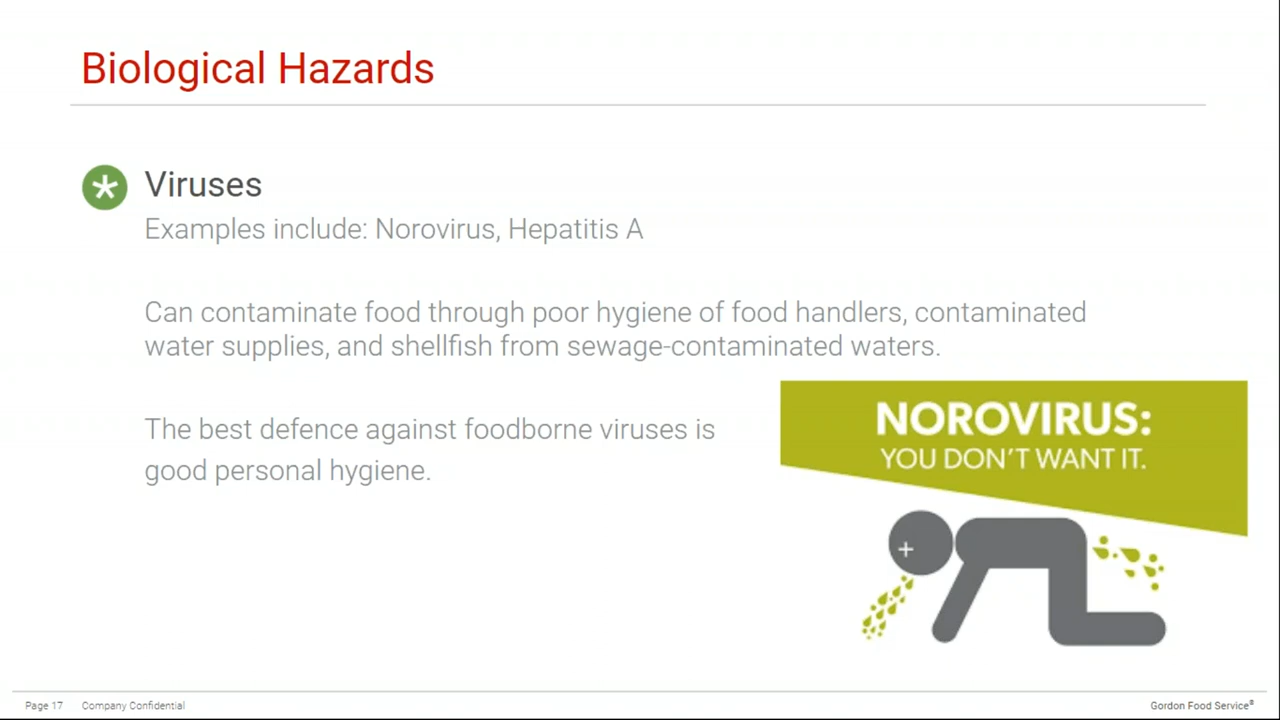 Biological Hazards
Viruses
Examples include: Norovirus, Hepatitis A
Can contaminate food through poor hygiene of food handlers, contaminated
water supplies, and shellfish from sewage-contaminated waters.
The best defence against foodborne viruses is
good personal hygiene.
NOROVIRUS:
YOU DON'T WANT IT.
Page 17 Company Confidential
Gordon Food Service®